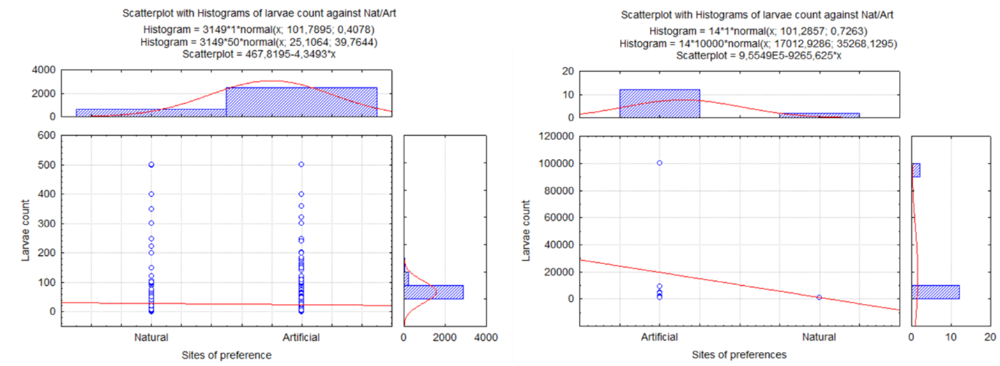 Scatterplot with Histograms of larvae count against Nat/Art
Histogram = 3149*1*normal(x; 101,7895; 0,4078)
Histogram = 3149*50*normal(x; 25,1064; 39,7644)
Scatterplot = 467,8195-4,3493*x
4000
2000
0
600
500
400
300
200
100
0
Larvae count
Natural
Artificial
0
2000
4000
Sites of preference
Scatterplot with Histograms of larvae count against Nat/Art
Histogram = 14*1*normal(x; 101,2857; 0,7263)
Histogram = 14*10000*normal(x; 17012,9286; 35268,1295)
Scatterplot = 9,5549E5-9265,625*x
20
10
0
120000
100000
80000
60000
40000
20000
0
Larvae count
Artificial
Natural
0
10
20
Sites of preferences